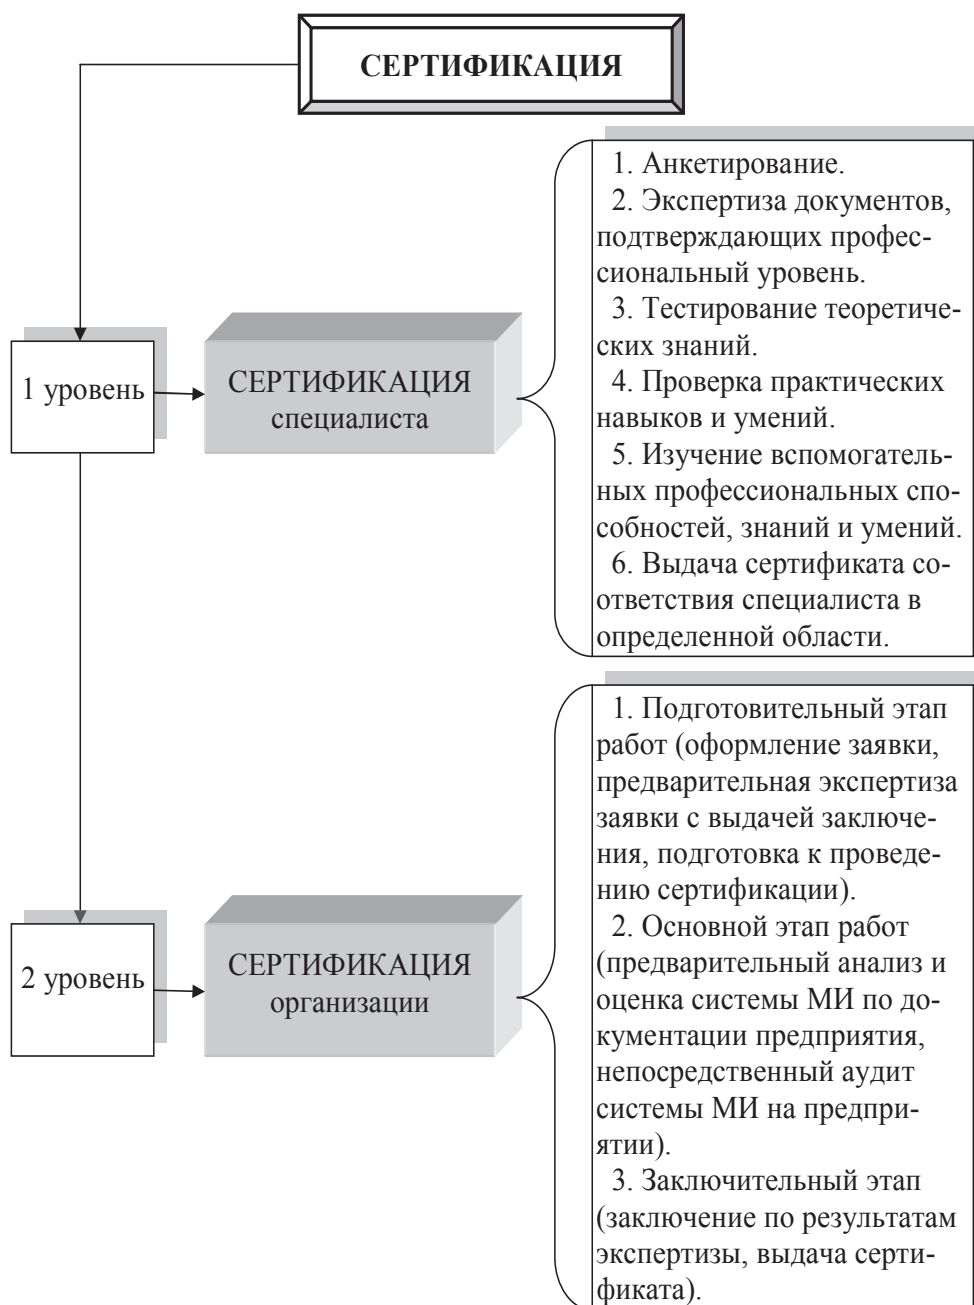 СЕРТИФИКАЦИЯ
1. Анкетирование.
2. Экспертиза документов,
подтверждающих профес-
сиональный уровень.
3. Тестирование теоретиче-
ских знаний.
4. Проверка практических
навыков и умений.
5. Изучение вспомогатель-
ных профессиональных спо-
собностей, знаний и умений.
6. Выдача сертификата со-
ответствия специалиста в
определенной области.
1 уровень
СЕРТИФИКАЦИЯ
специалиста
1. Подготовительный этап
работ (оформление заявки,
предварительная экспертиза
заявки с выдачей заключе-
ния, подготовка к проведе-
нию сертификации).
2. Основной этап работ
(предварительный анализ и
оценка системы МИ по до-
кументации предприятия,
непосредственный аудит
системы МИ на предпри-
ятии).
3. Заключительный этап
(заключение по результатам
экспертизы, выдача серти-
фиката).
2 уровень
СЕРТИФИКАЦИЯ
организации